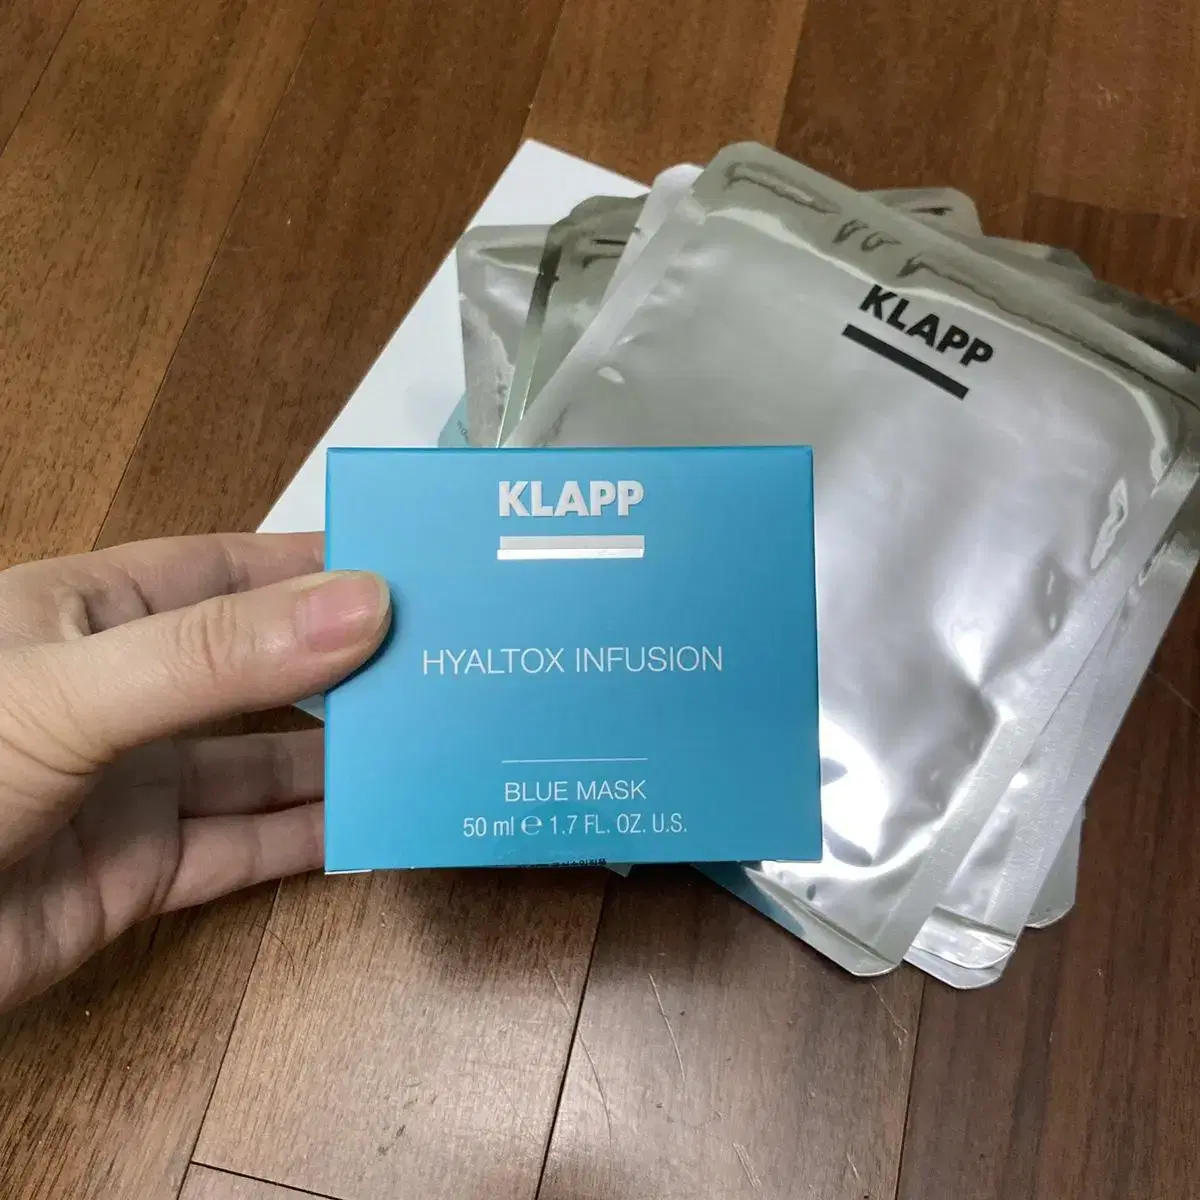 KLAPP
KLAPP
HYALTOX INFUSION
BLUE MASK
50 ml ℮ 1.7 FL. OZ. U.S.